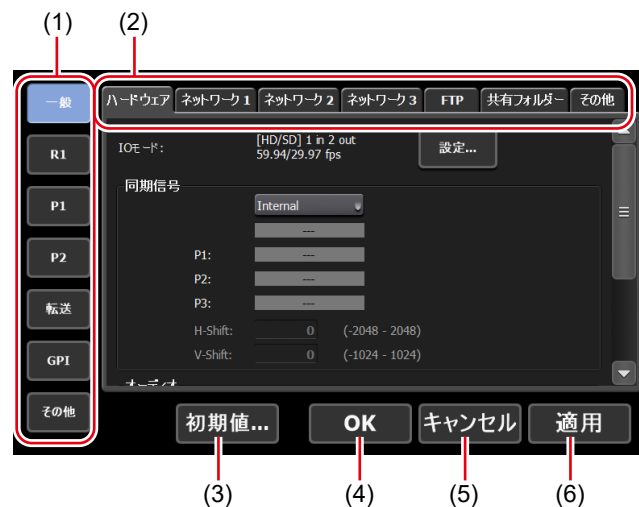 (1)
(2)
一般
R1
P1
P2
転送
GPI
その他
ハードウェア ネットワーク 1 ネットワーク 2 ネットワーク 3 FTP 共有フォルダー その他
IOモード: [HD/SD] 1 in 2 out
59.94/29.97 fps
設定...
同期信号
Internal
---
P1: ---
P2: ---
P3: ---
H-Shift: 0 (-2048 - 2048)
V-Shift: 0 (-1024 - 1024)
オーディオ
初期値... OK キャンセル 適用
(3) (4) (5) (6)